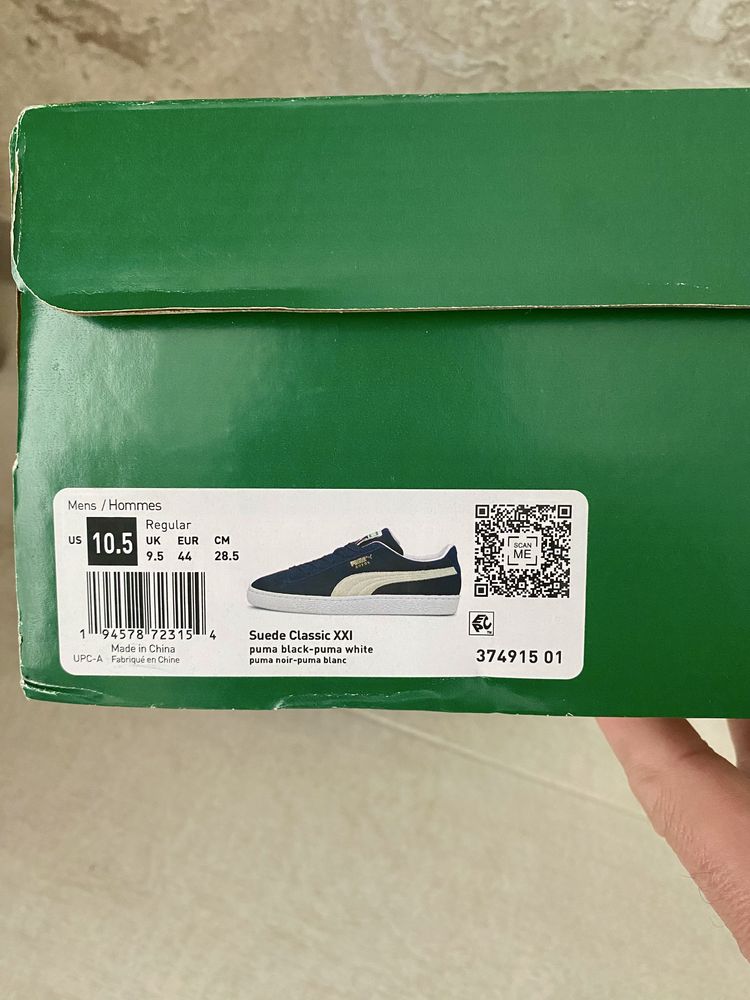 Mens / Hommes
Regular
US 10.5 UK EUR CM
9.5 44 28.5
SCAN
ME
PUMA
SUEDE
1 94578 72315 4
Made in China
UPC-A Fabriqué en Chine
Suede Classic XXI
puma black-puma white
puma noir-puma blanc
374915 01